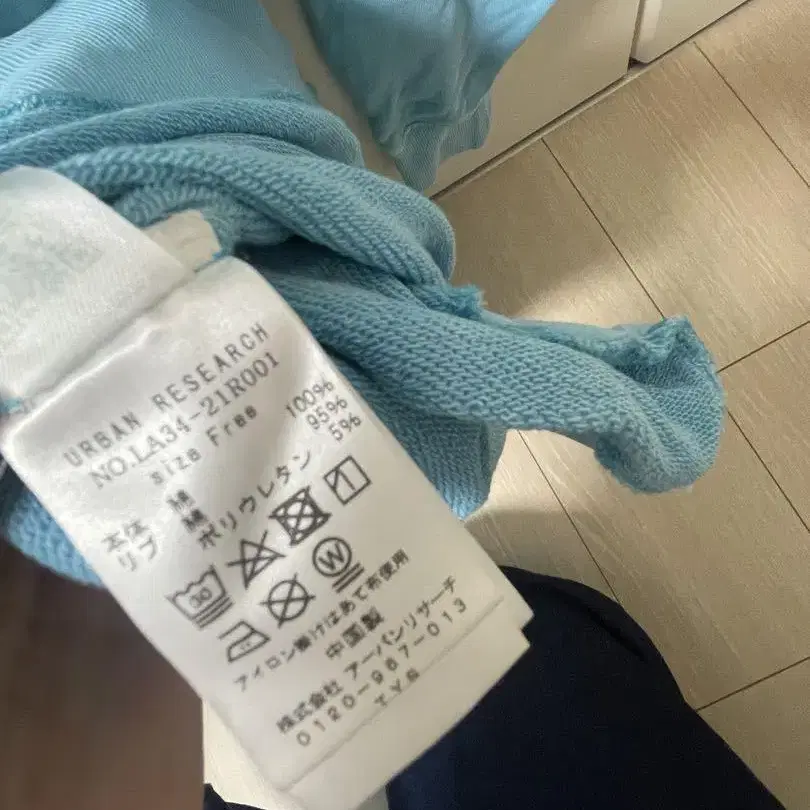 URBAN RESEARCH
NO.LA34-21R001
size Free
本体 綿 100%
リブ 綿 95%
ポリウレタン 5%
30
W
アイロン掛けはあて布使用
中国製
株式会社 アーバンリサーチ
0120-967-013
TYS